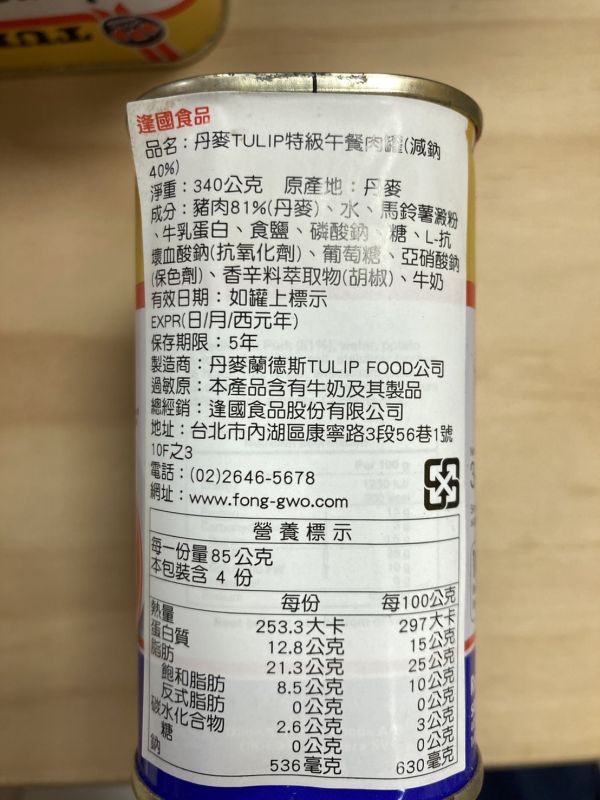 TUL
逢國食品
品名：丹麥TULIP特級午餐肉罐(減鈉
40%)
淨重：340公克 原產地：丹麥
成分：豬肉81%(丹麥)、水、馬鈴薯澱粉
、牛乳蛋白、食鹽、磷酸鈉、糖、L-抗
壞血酸鈉(抗氧化劑)、葡萄糖、亞硝酸鈉
(保色劑)、香辛料萃取物(胡椒)、牛奶
有效日期：如罐上標示
EXPR(日/月/西元年)
保存期限：5年
製造商：丹麥蘭德斯TULIP FOOD公司
過敏原：本產品含有牛奶及其製品
總經銷：逢國食品股份有限公司
地址：台北市內湖區康寧路3段56巷1號
10F之3
電話：(02)2646-5678
網址：www.fong-gwo.com
營養標示
每一份量85公克
本包裝含 4 份
每份 每100公克
熱量 253.3大卡 297大卡
蛋白質 12.8公克 15公克
脂肪 21.3公克 25公克
飽和脂肪 8.5公克 10公克
反式脂肪 0公克 0公克
碳水化合物 2.6公克 3公克
糖 0公克 0公克
鈉 536毫克 630毫克